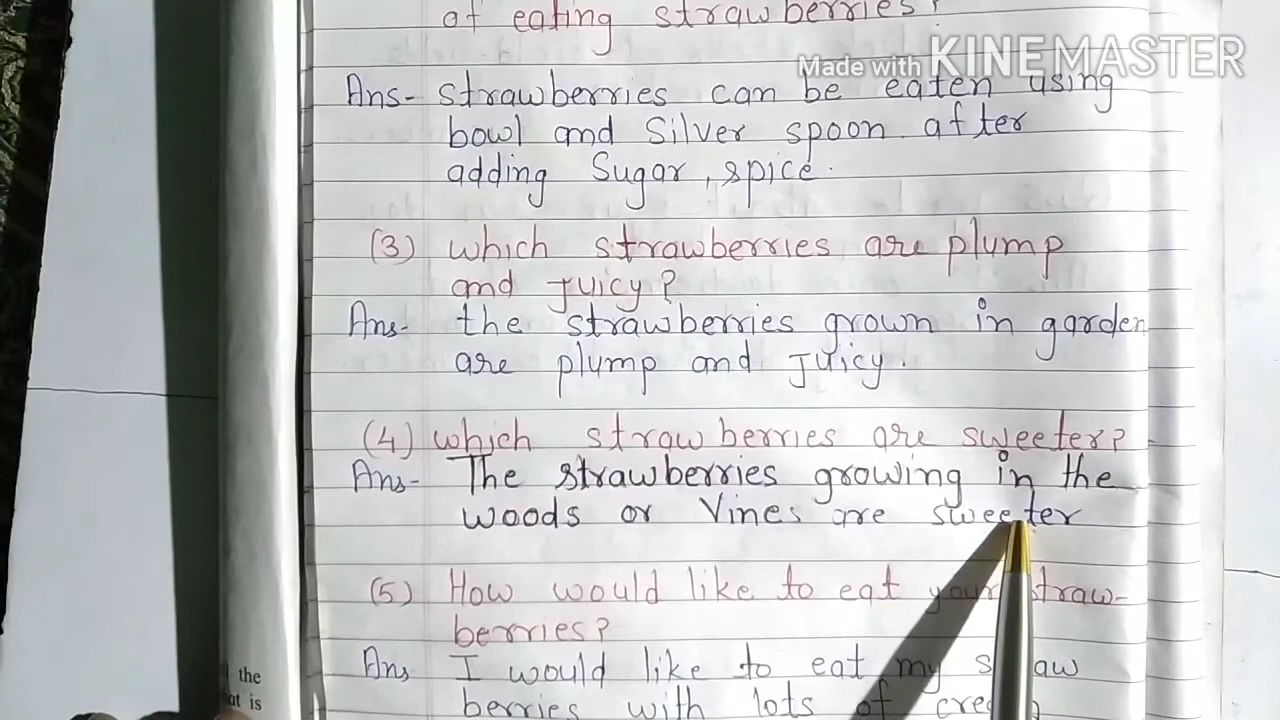 of eating strawberries?
Made with KINEMASTER
Ans- strawberries can be eaten using
bowl and Silver spoon after
adding Sugar, spice.
(3) which strawberries are plump
and Juicy?
Ans- the strawberries grown in garden
are plump and Juicy.
(4) which strawberries are sweeter?
Ans- The strawberries growing in the
woods or Vines are sweeter
(5) How would like to eat your straw-
berries?
Ans I would like to eat my straw
berries with lots of cream
the
is